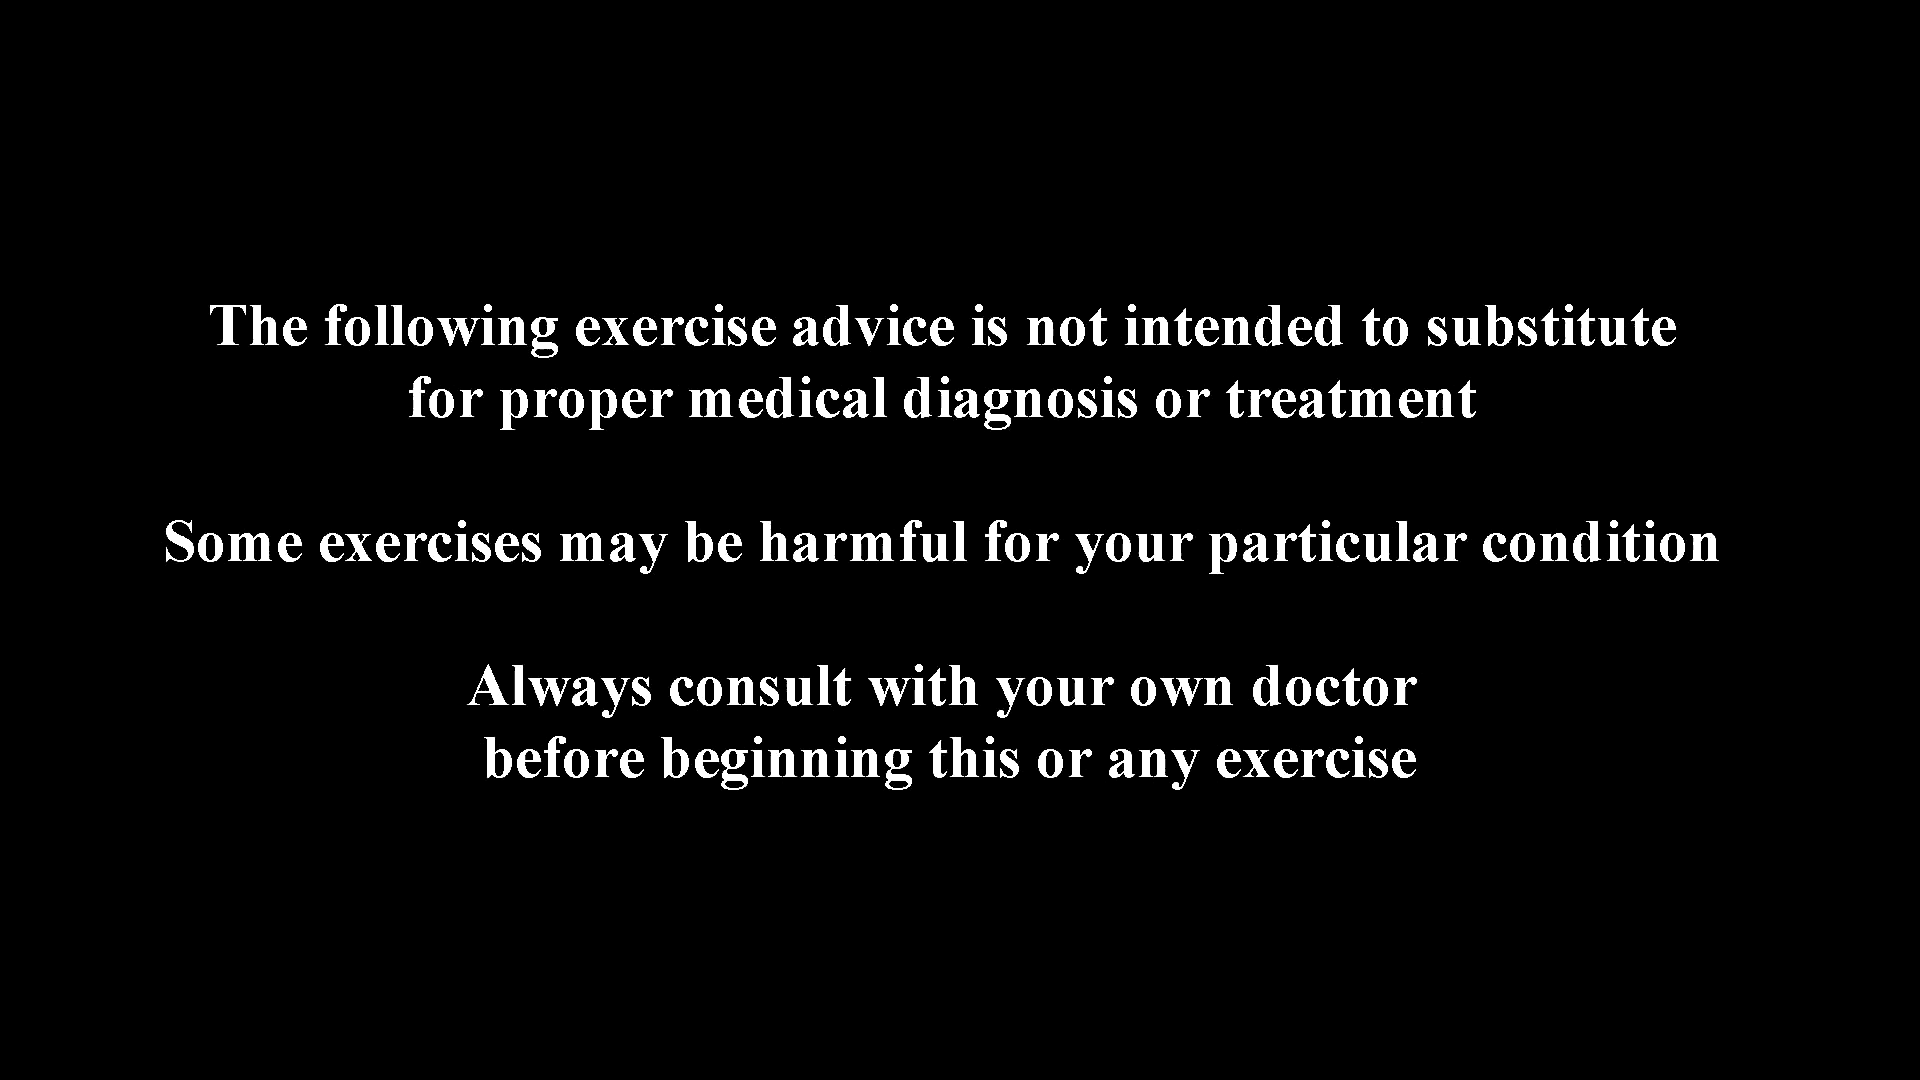 The following exercise advice is not intended to substitute
for proper medical diagnosis or treatment
Some exercises may be harmful for your particular condition
Always consult with your own doctor
before beginning this or any exercise